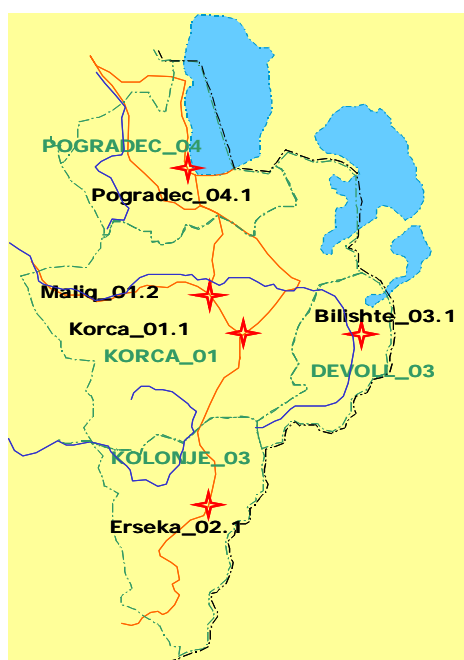 POGRADEC_04
Pogradec_04.1
Maliq_01.2
Bilishte_03.1
Korca_01.1
KORCA_01
DEVOLL_03
KOLONJE_03
Erseka_02.1